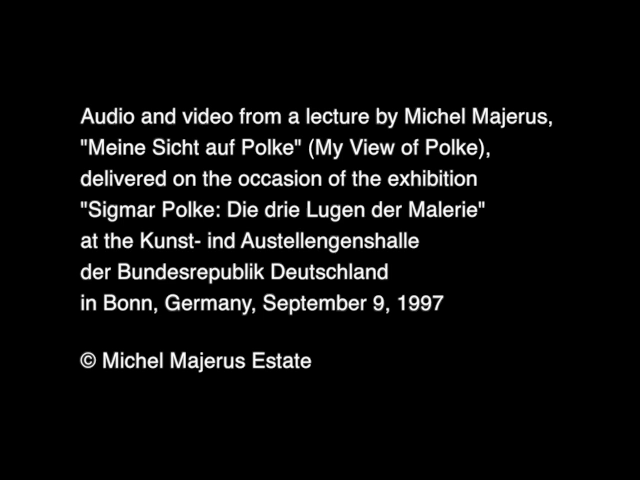 Audio and video from a lecture by Michel Majerus,
"Meine Sicht auf Polke" (My View of Polke),
delivered on the occasion of the exhibition
"Sigmar Polke: Die drie Lugen der Malerie"
at the Kunst- ind Austellengenshalle
der Bundesrepublik Deutschland
in Bonn, Germany, September 9, 1997
© Michel Majerus Estate